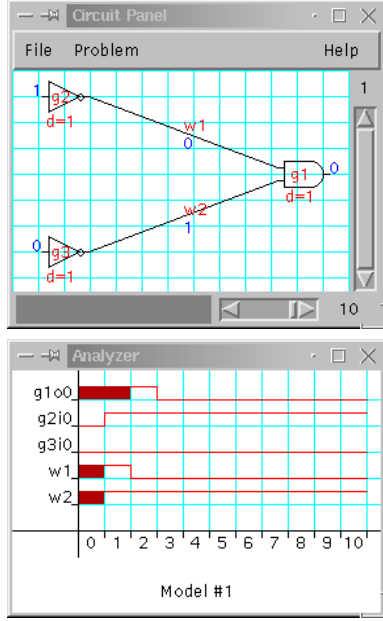 Circuit Panel
File Problem Help
1
1 g2
d=1
w1
0
g1 0
d=1
w2
1
0 g3
d=1
10
Analyzer
g1o0
g2i0
g3i0
w1
w2
0 1 2 3 4 5 6 7 8 9 10
Model #1